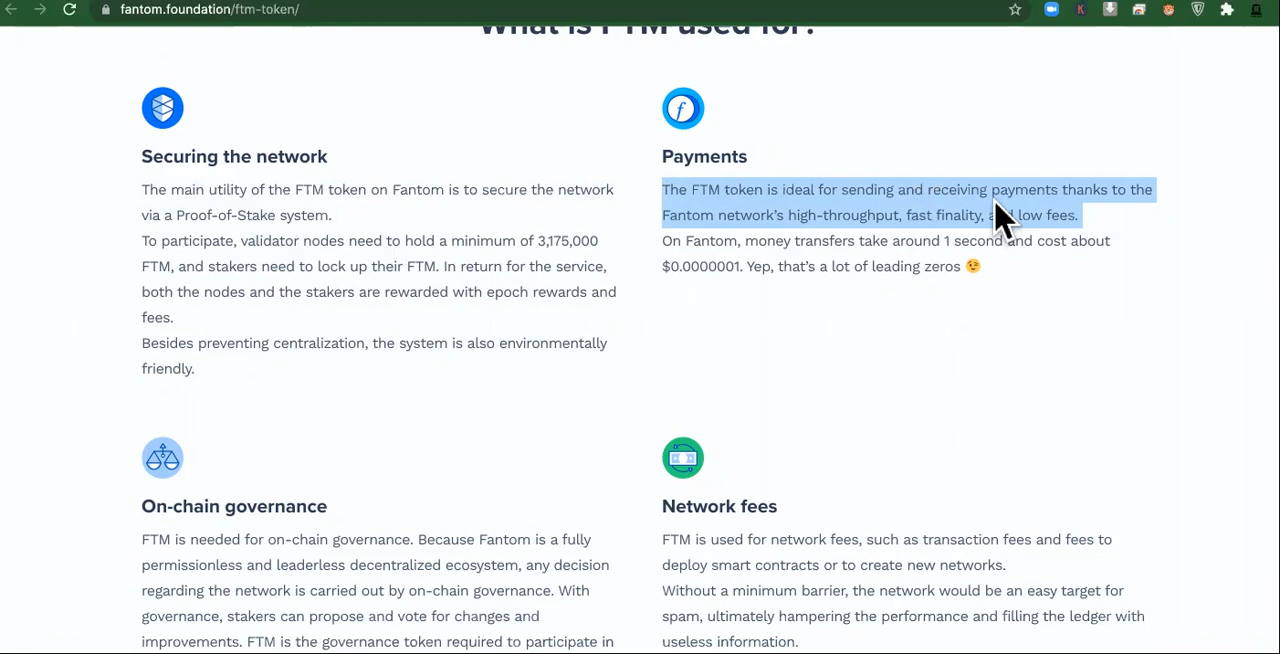 fantom.foundation/ftm-token/
What is FTM used for?
Securing the network
The main utility of the FTM token on Fantom is to secure the network
via a Proof-of-Stake system.
To participate, validator nodes need to hold a minimum of 3,175,000
FTM, and stakers need to lock up their FTM. In return for the service,
both the nodes and the stakers are rewarded with epoch rewards and
fees.
Besides preventing centralization, the system is also environmentally
friendly.
Payments
The FTM token is ideal for sending and receiving payments thanks to the
Fantom network’s high-throughput, fast finality, and low fees.
On Fantom, money transfers take around 1 second and cost about
$0.0000001. Yep, that’s a lot of leading zeros 😉
On-chain governance
FTM is needed for on-chain governance. Because Fantom is a fully
permissionless and leaderless decentralized ecosystem, any decision
regarding the network is carried out by on-chain governance. With
governance, stakers can propose and vote for changes and
improvements. FTM is the governance token required to participate in
Network fees
FTM is used for network fees, such as transaction fees and fees to
deploy smart contracts or to create new networks.
Without a minimum barrier, the network would be an easy target for
spam, ultimately hampering the performance and filling the ledger with
useless information.